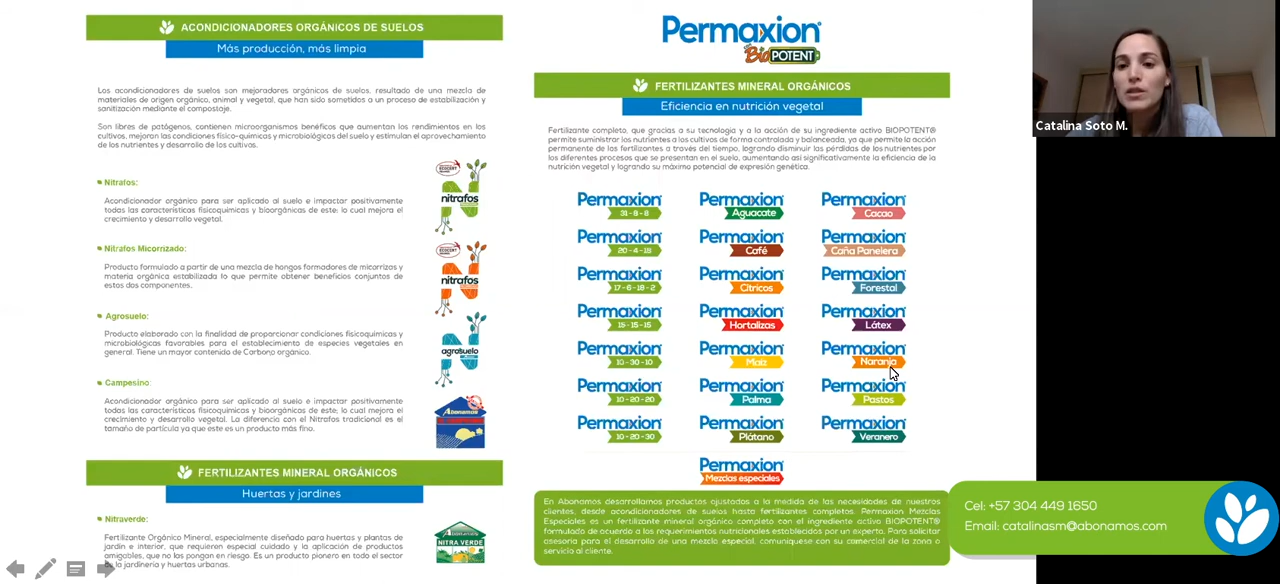 ACONDICIONADORES ORGÁNICOS DE SUELOS
Más producción, más limpia
Los acondicionadores de suelos son mejoradores orgánicos de suelos, resultado de una mezcla de
materiales de origen orgánico, animal y vegetal, que han sido sometidos a un proceso de estabilización y
sanitización mediante el compostaje.
Son libres de patógenos, contienen microorganismos benéficos que aumentan los rendimientos en los
cultivos, mejoran las condiciones físico-químicas y microbiológicas del suelo y estimulan el aprovechamiento
de los nutrientes y desarrollo de los cultivos.
Nitrafos:
Acondicionador orgánico para ser aplicado al suelo e impactar positivamente
todas las características fisicoquímicas y bioorgánicas de este; lo cual mejora el
crecimiento y desarrollo vegetal.
ECOCERT
nitrafos
Nitrafos Micorrizado:
Producto formulado a partir de una mezcla de hongos formadores de micorrizas y
materia orgánica estabilizada lo que permite obtener beneficios conjuntos de
estos dos componentes.
ECOCERT
nitrafos
Agrosuelo:
Producto elaborado con la finalidad de proporcionar condiciones fisicoquímicas y
microbiológicas favorables para el establecimiento de especies vegetales en
general. Tiene un mayor contenido de Carbono orgánico.
agrosuelo
Campesino:
Acondicionador orgánico para ser aplicado al suelo e impactar positivamente
todas las características fisicoquímicas y bioorgánicas de este; lo cual mejora el
crecimiento y desarrollo vegetal. La diferencia con el Nitrafos tradicional es el
tamaño de partícula ya que éste es un producto más fino.
Abonamos
FERTILIZANTES MINERAL ORGÁNICOS
Huertas y jardines
Nitraverde:
Fertilizante Orgánico Mineral, especialmente diseñado para huertas y plantas de
jardín e interior, que requieren especial cuidado y la aplicación de productos
amigables, que no las pongan en riesgo. Es un producto pionero en todo el sector
la jardinería y huertas urbanas.
Abonamos
NITRA VERDE
Permaxion
BioPOTENT
FERTILIZANTES MINERAL ORGÁNICOS
Eficiencia en nutrición vegetal
Fertilizante completo, que gracias a su tecnología y a la acción de su ingrediente activo BIOPOTENT®
permite suministrar los nutrientes a los cultivos de forma controlada y balanceada, ya que permite la acción
permanente de los fertilizantes a través del tiempo, logrando disminuir las pérdidas de los nutrientes por
los diferentes procesos que se presentan en el suelo, aumentando así significativamente la eficiencia de la
nutrición vegetal y logrando su máximo potencial de expresión genética.
Permaxion Permaxion Permaxion
31-8-8 Aguacate Cacao
Permaxion Permaxion Permaxion
20-4-18 Café Caña Panelera
Permaxion Permaxion Permaxion
17-6-18-2 Cítricos Forestal
Permaxion Permaxion Permaxion
15-15-15 Hortalizas Látex
Permaxion Permaxion Permaxion
10-30-10 Maíz Naranja
Permaxion Permaxion Permaxion
10-20-20 Palma Pastos
Permaxion Permaxion Permaxion
10-20-30 Plátano Veranero
Permaxion
Mezclas especiales
En Abonamos desarrollamos productos ajustados a la medida de las necesidades de nuestros
clientes, desde acondicionadores de suelos hasta fertilizantes completos. Permaxion Mezclas
Especiales es un fertilizante mineral orgánico completo con el ingrediente activo BIOPOTENT®
formulado de acuerdo a los requerimientos nutricionales establecidos por un experto. Para solicitar
asesoría para el desarrollo de una mezcla especial, comuníquese con su comercial de la zona o
servicio al cliente.
Catalina Soto M.
Cel: +57 304 449 1650
Email: catalinasm@abonamos.com